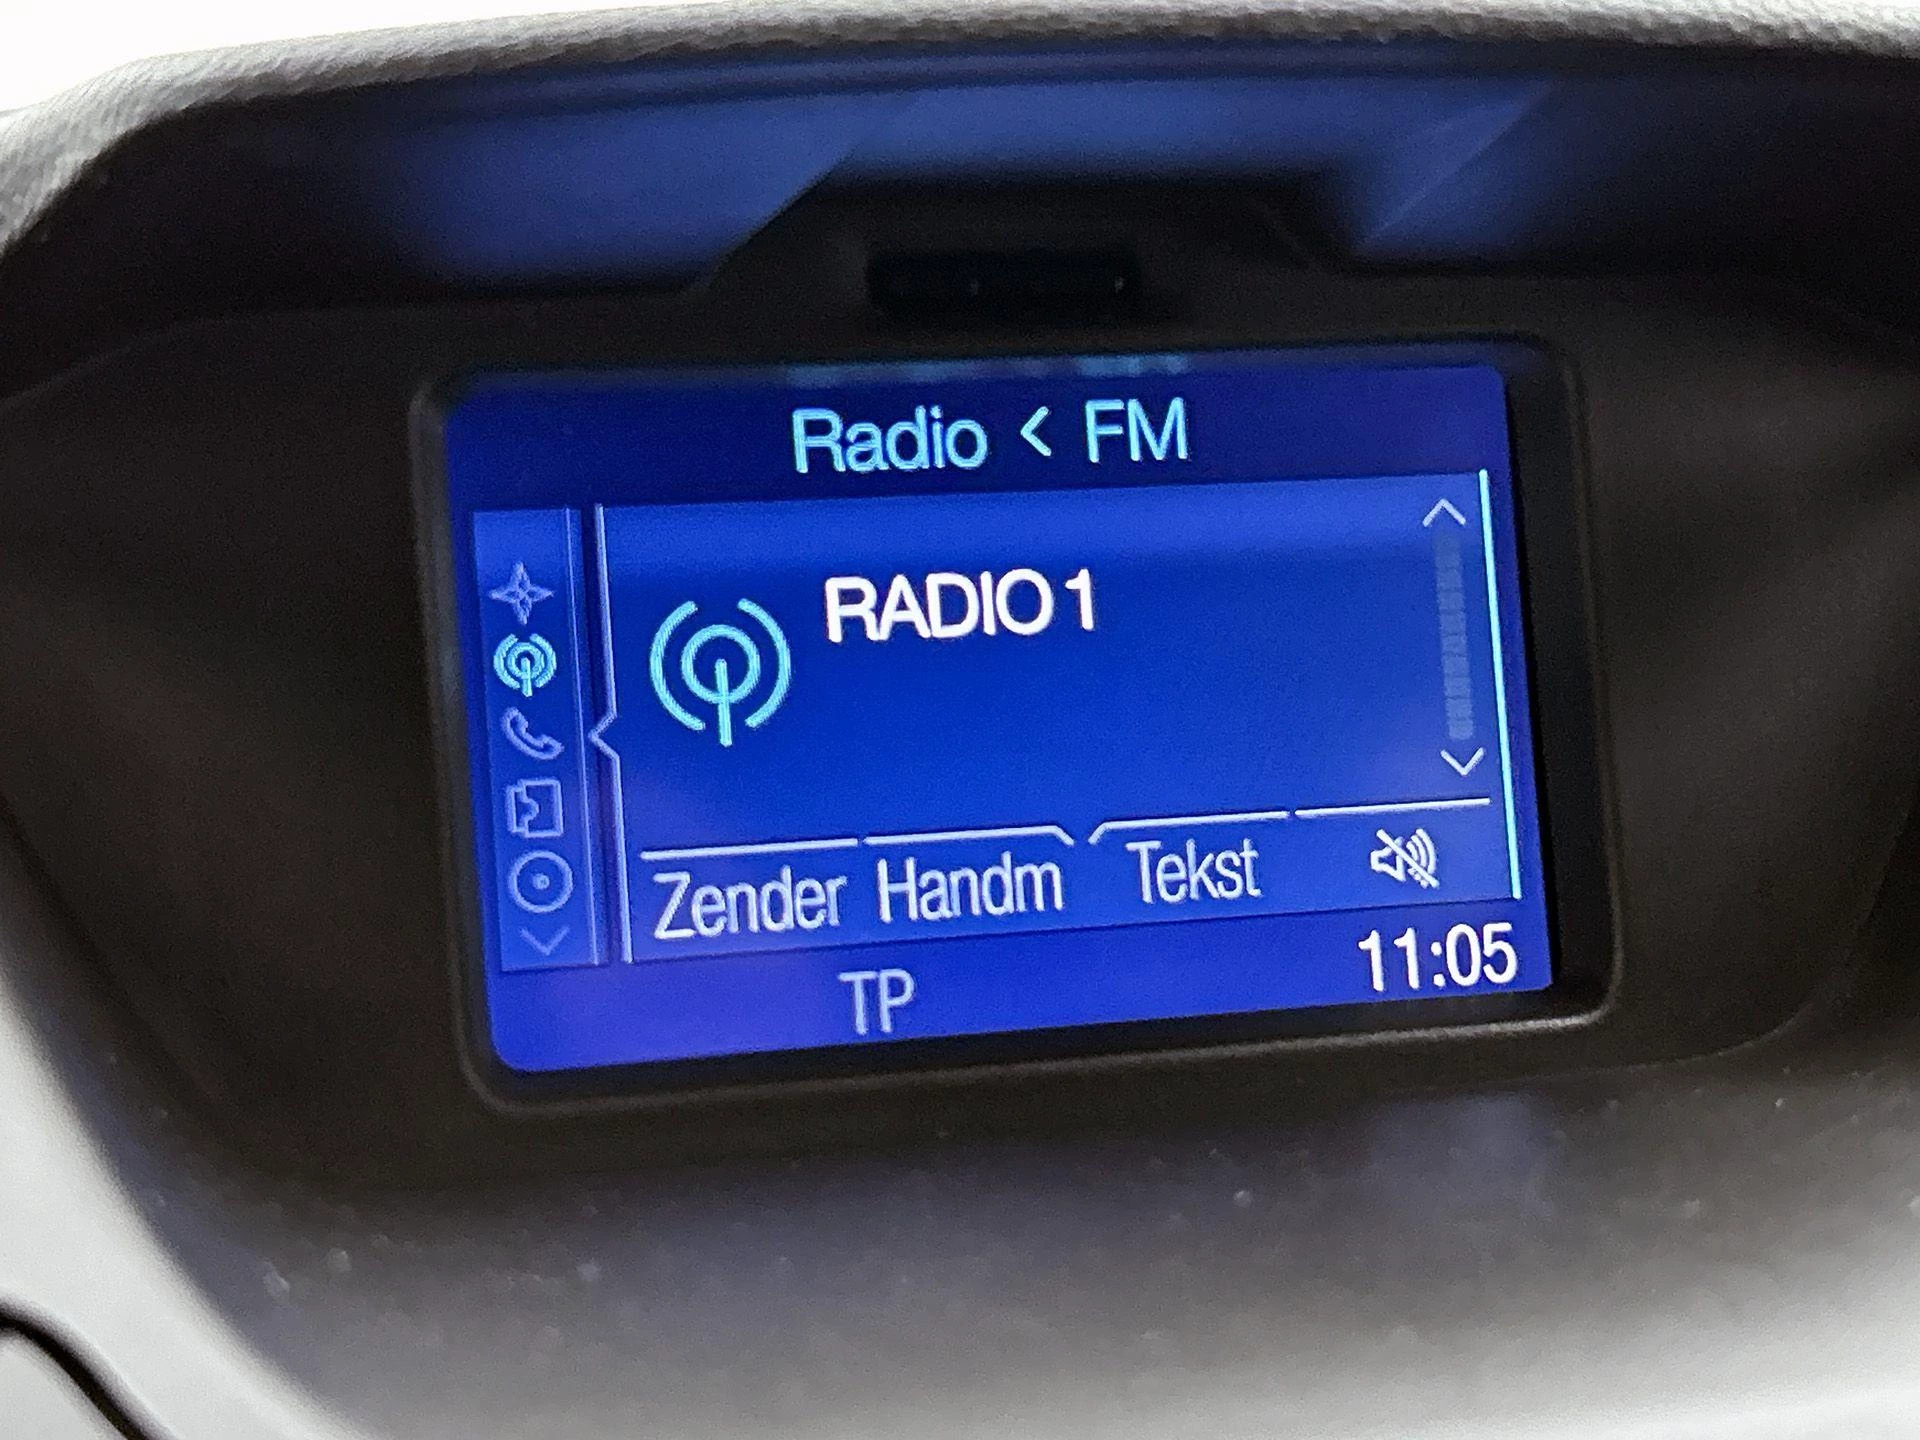 Radio < FM
RADIO 1
Zender Handm Tekst
TP 11:05